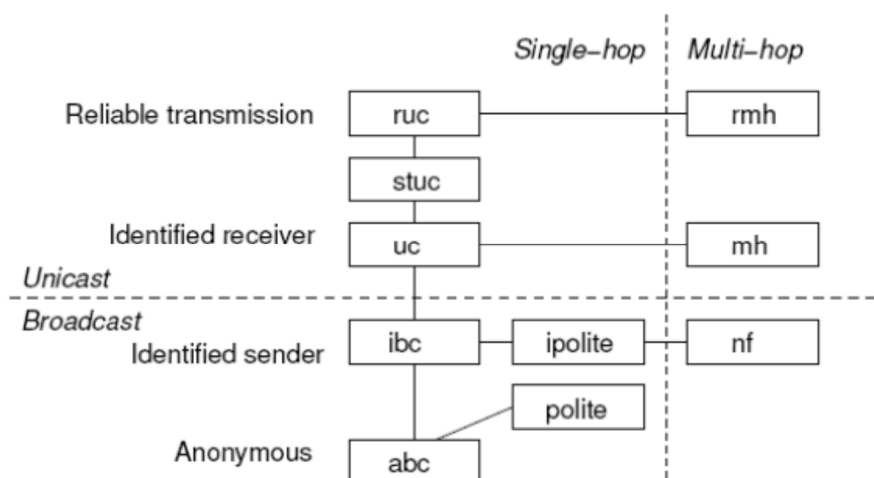 Single-hop Multi-hop
Reliable transmission ruc rmh
stuc
Identified receiver uc mh
Unicast
Broadcast
Identified sender ibc ipolite nf
polite
Anonymous abc